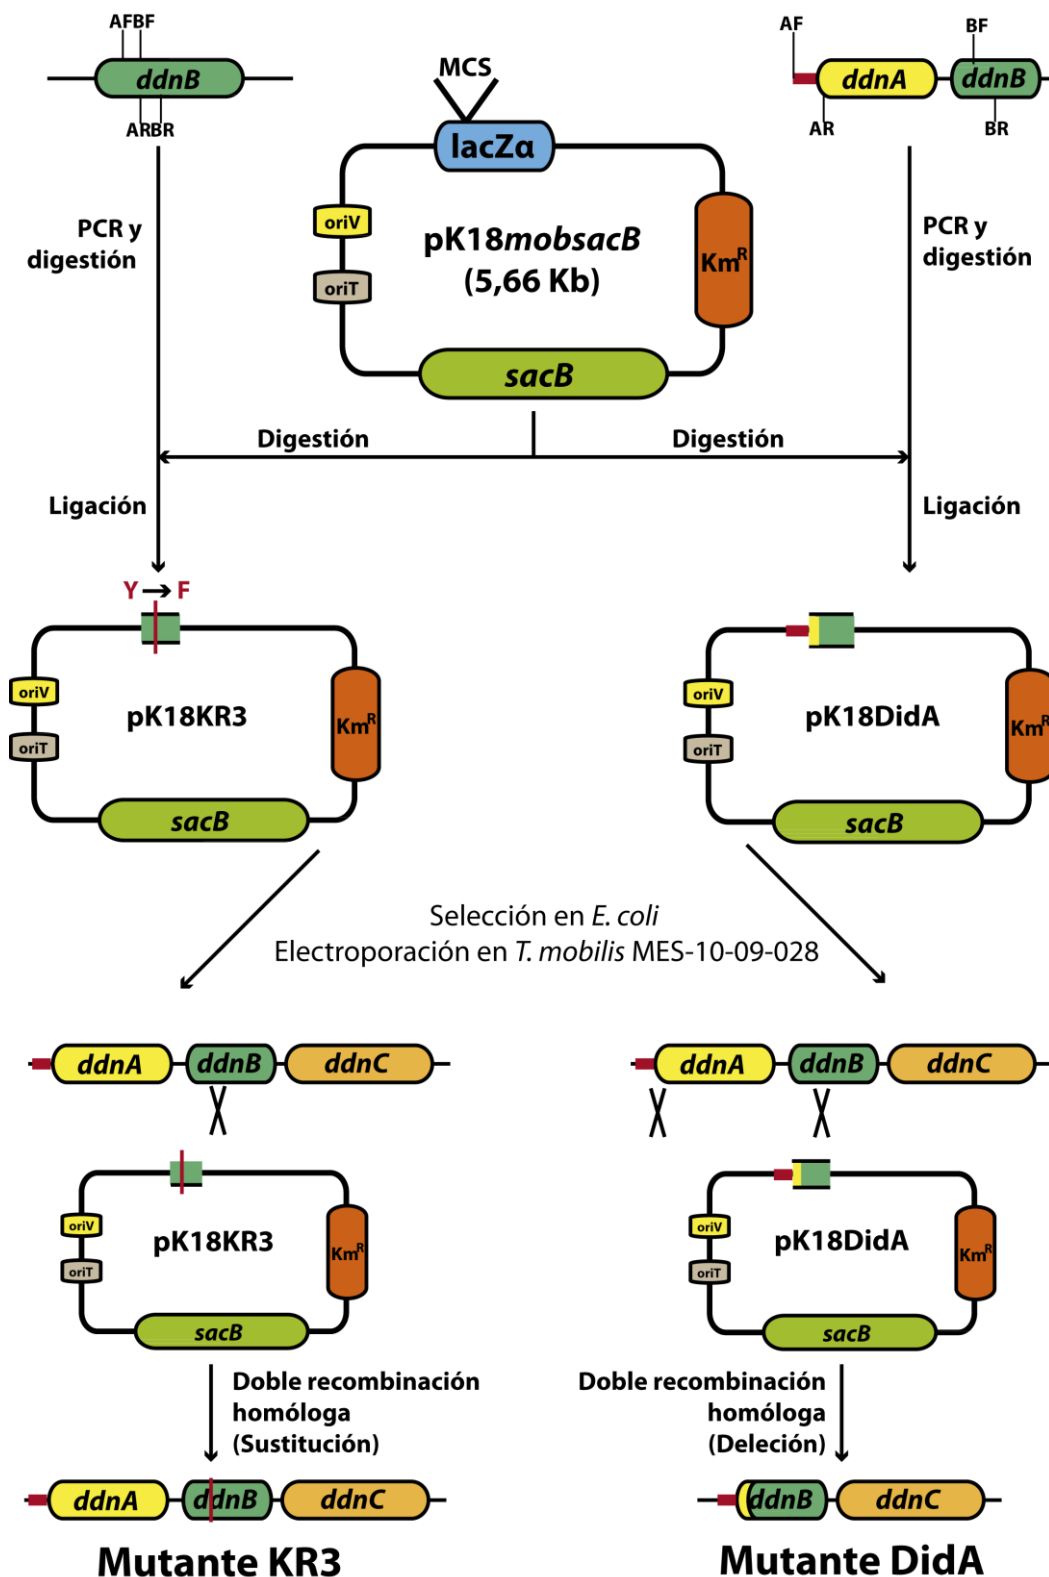 AFBF
ddnB
ARBR
MCS
lacZα
oriV
oriT
pK18mobsacB
(5,66 Kb)
KmR
sacB
AF
BF
ddnA
ddnB
AR
BR
PCR y
digestión
PCR y
digestión
Digestión
Digestión
Ligación
Ligación
Y → F
oriV
oriT
pK18KR3
KmR
sacB
oriV
oriT
pK18DidA
KmR
sacB
Selección en E. coli
Electroporación en T. mobilis MES-10-09-028
ddnA
ddnB
ddnC
ddnA
ddnB
ddnC
oriV
oriT
pK18KR3
KmR
sacB
oriV
oriT
pK18DidA
KmR
sacB
Doble recombinación
homóloga
(Sustitución)
Doble recombinación
homóloga
(Deleción)
ddnA
ddnB
ddnC
ddnB
ddnC
Mutante KR3
Mutante DidA